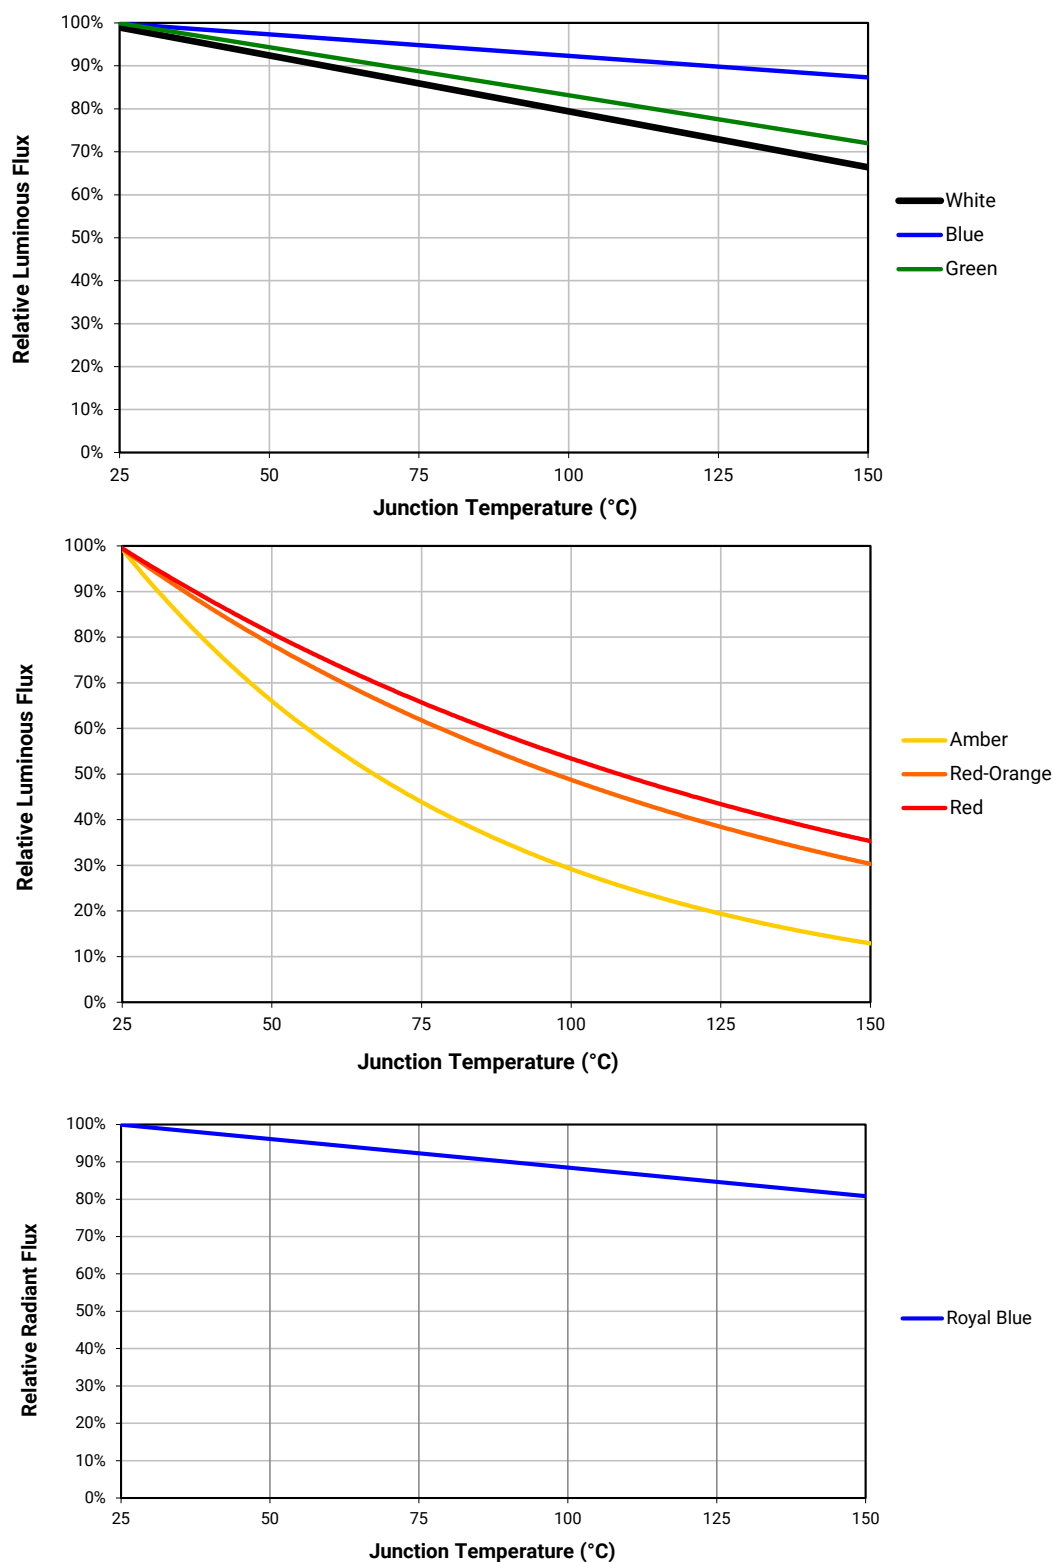 100%
90%
80%
70%
60%
50%
40%
30%
20%
10%
0%
25 50 75 100 125 150
Relative Luminous Flux
Junction Temperature (°C)
White
Blue
Green
100%
90%
80%
70%
60%
50%
40%
30%
20%
10%
0%
25 50 75 100 125 150
Relative Luminous Flux
Junction Temperature (°C)
Amber
Red-Orange
Red
100%
90%
80%
70%
60%
50%
40%
30%
20%
10%
0%
25 50 75 100 125 150
Relative Radiant Flux
Junction Temperature (°C)
Royal Blue